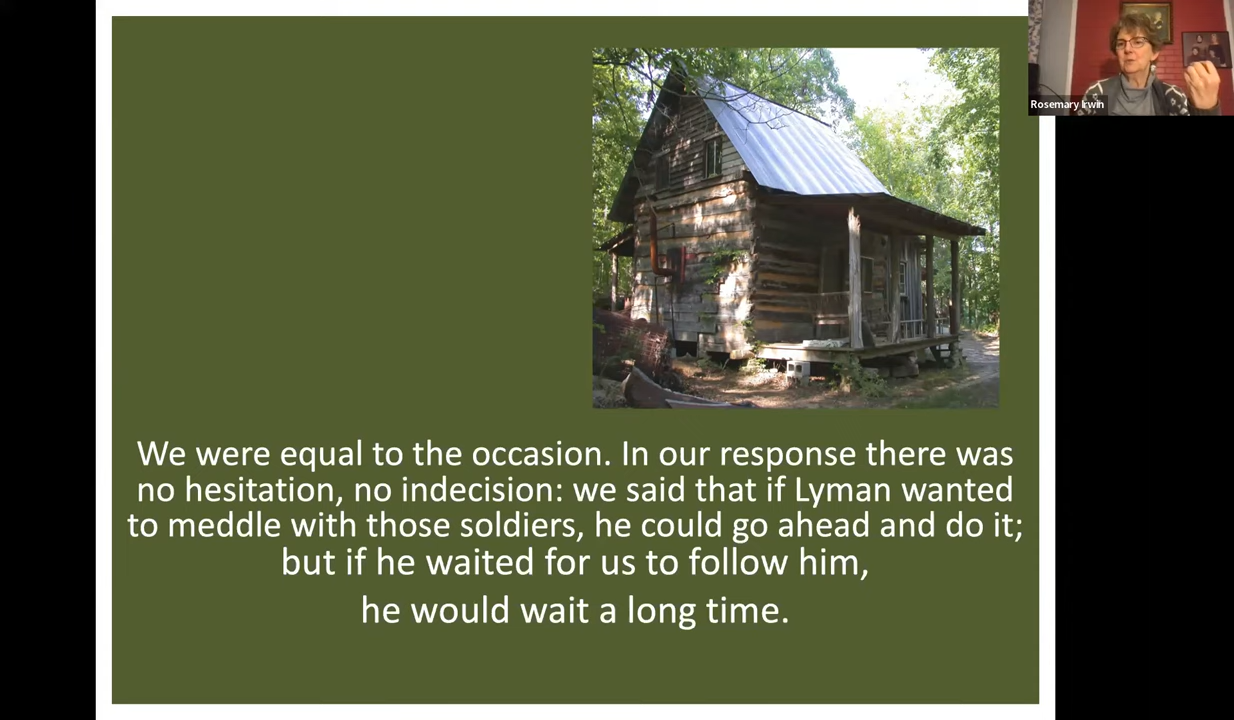 Rosemary Irwin
We were equal to the occasion. In our response there was
no hesitation, no indecision: we said that if Lyman wanted
to meddle with those soldiers, he could go ahead and do it;
but if he waited for us to follow him,
he would wait a long time.